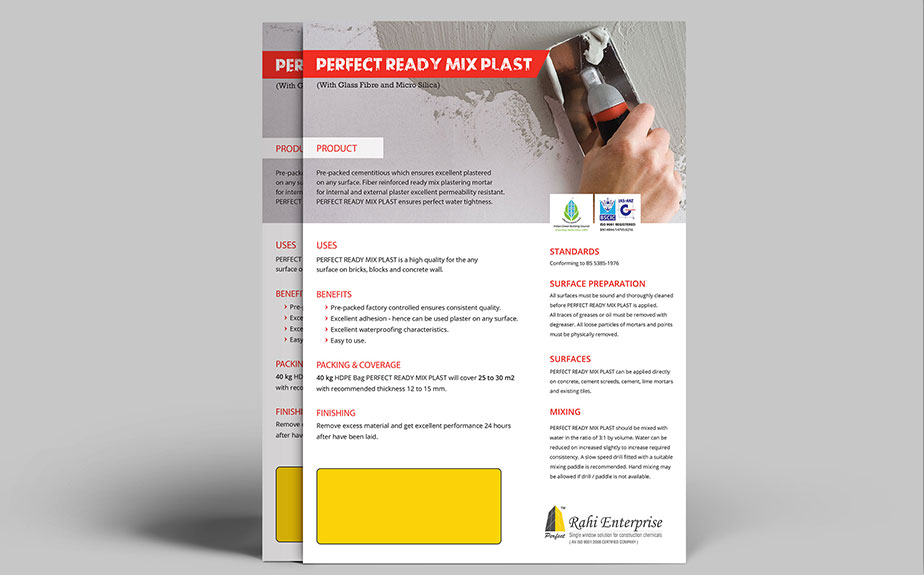 PERFECT READY MIX PLAST
(With Glass Fibre and Micro Silica)
PRODUCT
Pre-packed cementitious which ensures excellent plastered
on any surface. Fiber reinforced ready mix plastering mortar
for internal and external plaster excellent permeability resistant.
PERFECT READY MIX PLAST ensures perfect water tightness.
USES
PERFECT READY MIX PLAST is a high quality for the any
surface on bricks, blocks and concrete wall.
BENEFITS
Pre-packed factory controlled ensures consistent quality.
Excellent adhesion - hence can be used plaster on any surface.
Excellent waterproofing characteristics.
Easy to use.
PACKING & COVERAGE
40 kg HDPE Bag PERFECT READY MIX PLAST will cover 25 to 30 m2
with recommended thickness 12 to 15 mm.
FINISHING
Remove excess material and get excellent performance 24 hours
after have been laid.
Indian Green Building Council
BSCIC
JAS-ANZ
ISO 9001 REGISTERED
STANDARDS
Conforming to BS 5385-1976
SURFACE PREPARATION
All surfaces must be sound and thoroughly cleaned
before PERFECT READY MIX PLAST is applied.
All traces of greases or oil must be removed with
degreaser. All loose particles of mortars and points
must be physically removed.
SURFACES
PERFECT READY MIX PLAST can be applied directly
on concrete, cement screeds, cement, lime mortars
and existing tiles.
MIXING
PERFECT READY MIX PLAST should be mixed with
water in the ratio of 3:1 by volume. Water can be
reduced on increased slightly to increase required
consistency. A slow speed drill fitted with a suitable
mixing paddle is recommended. Hand mixing may
be allowed if drill / paddle is not available.
TM
Perfect
Rahi Enterprise
Single window solution for construction chemicals
( AN ISO 9001:2008 CERTIFIED COMPANY )
PER
(With G
PRODU
Pre-pack
on any su
for intern
PERFECT
USES
PERFECT
surface o
BENEFI
Pre-
Exce
Exce
Easy
PACKIN
40 kg HD
with reco
FINISHI
Remove
after hav